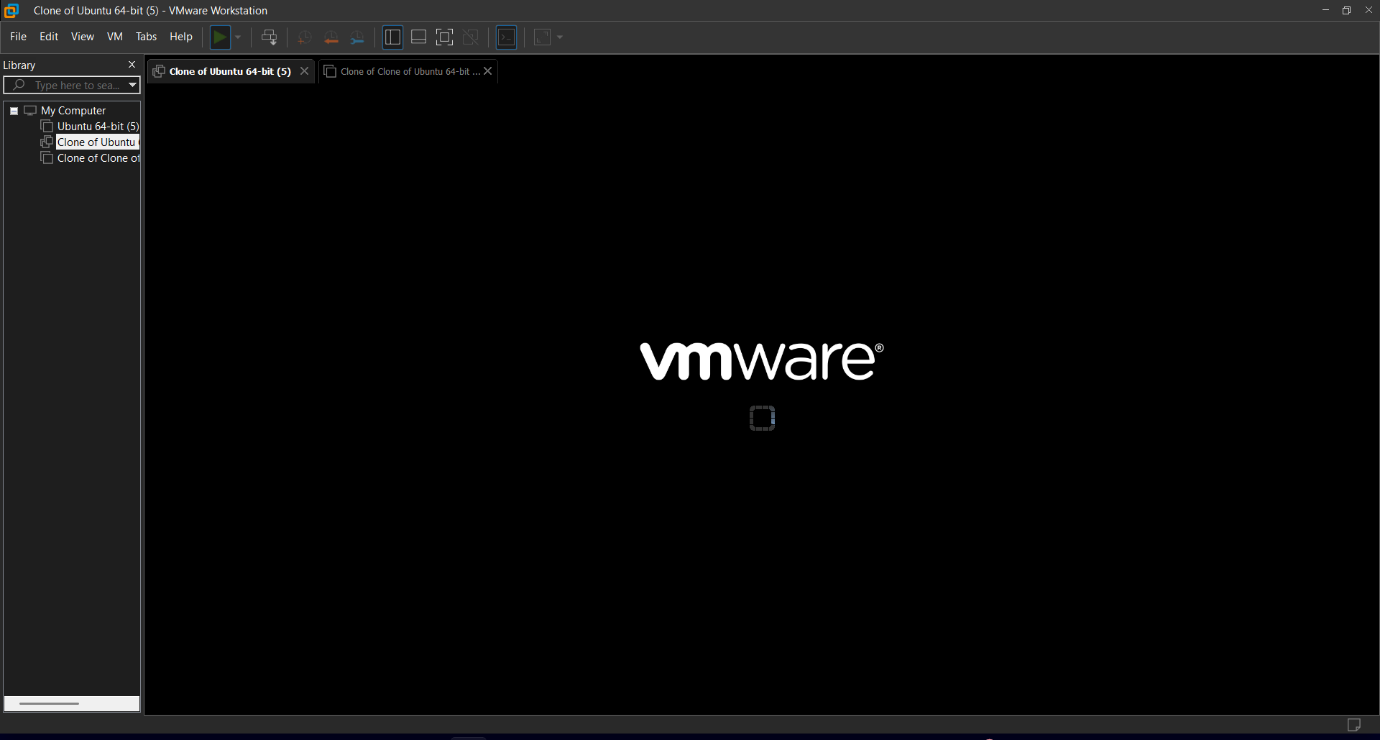 Clone of Ubuntu 64-bit (5) - VMware Workstation
File Edit View VM Tabs Help
Library
Type here to sea...
Clone of Ubuntu 64-bit (5)
Clone of Clone of Ubuntu 64-bit ...
My Computer
Ubuntu 64-bit (5)
Clone of Ubuntu (
Clone of Clone of
vmware®